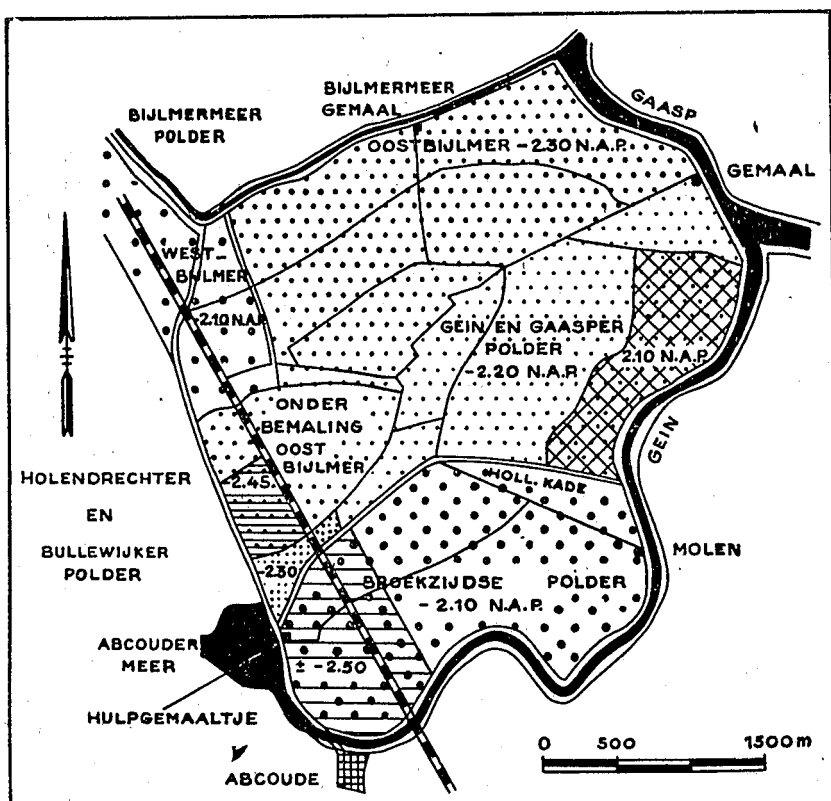 BIJLMERMEER
POLDER
BIJLMERMEER
GEMAAL
GAASP
OOSTBIJLMER -2.30 N.A.P.
GEMAAL
WEST-
BIJLMER
-2.10 N.A.P.
GEIN EN GAASPER
POLDER
-2.20 N.A.P.
2.10 N.A.P.
ONDER
BEMALING
OOST
BIJLMER
GEIN
HOLENDRECHTER
EN
BULLEWIJKER
POLDER
-2.45.
HOLL. KADE
MOLEN
-2.30
BROEKZIJDSE POLDER
-2.10 N.A.P.
ABCOUDER
MEER
± -2.50
HULPGEMAALTJE
ABCOUDE
0 500 1500 m